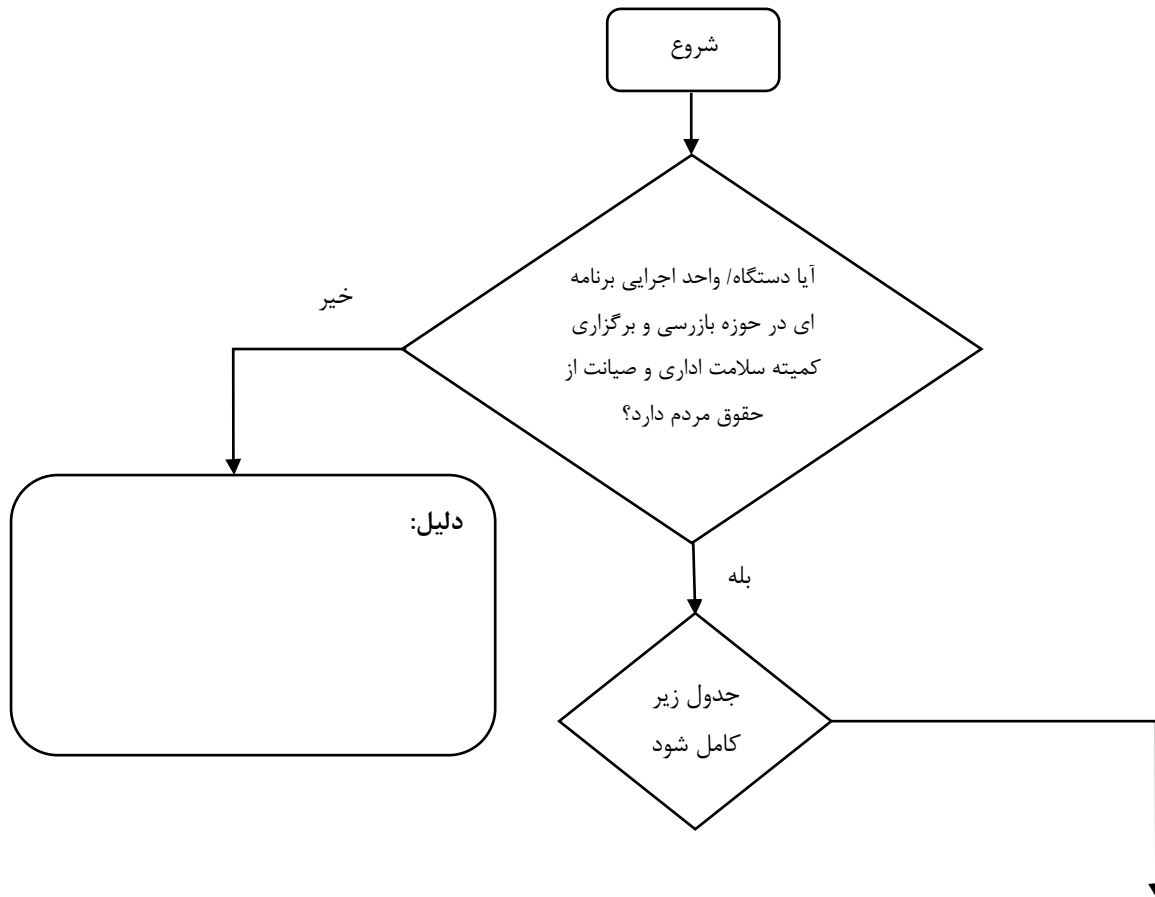 شروع
آیا دستگاه/ واحد اجرایی برنامه
ای در حوزه بازرسی و برگزاری
کمیته سلامت اداری و صیانت از
حقوق مردم دارد؟
خیر
دلیل:
بله
جدول زیر
کامل شود